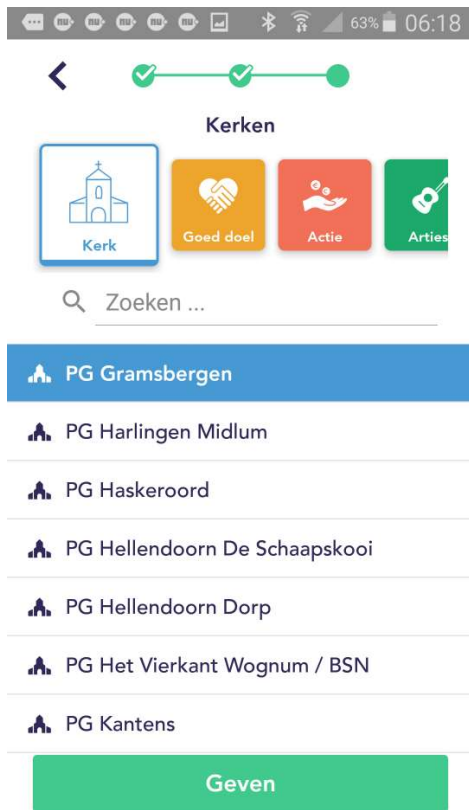 63% 06:18
Kerken
Kerk
Goed doel
Actie
Arties
Zoeken ...
PG Gramsbergen
PG Harlingen Midlum
PG Haskeroord
PG Hellendoorn De Schaapskooi
PG Hellendoorn Dorp
PG Het Vierkant Wognum / BSN
PG Kantens
Geven